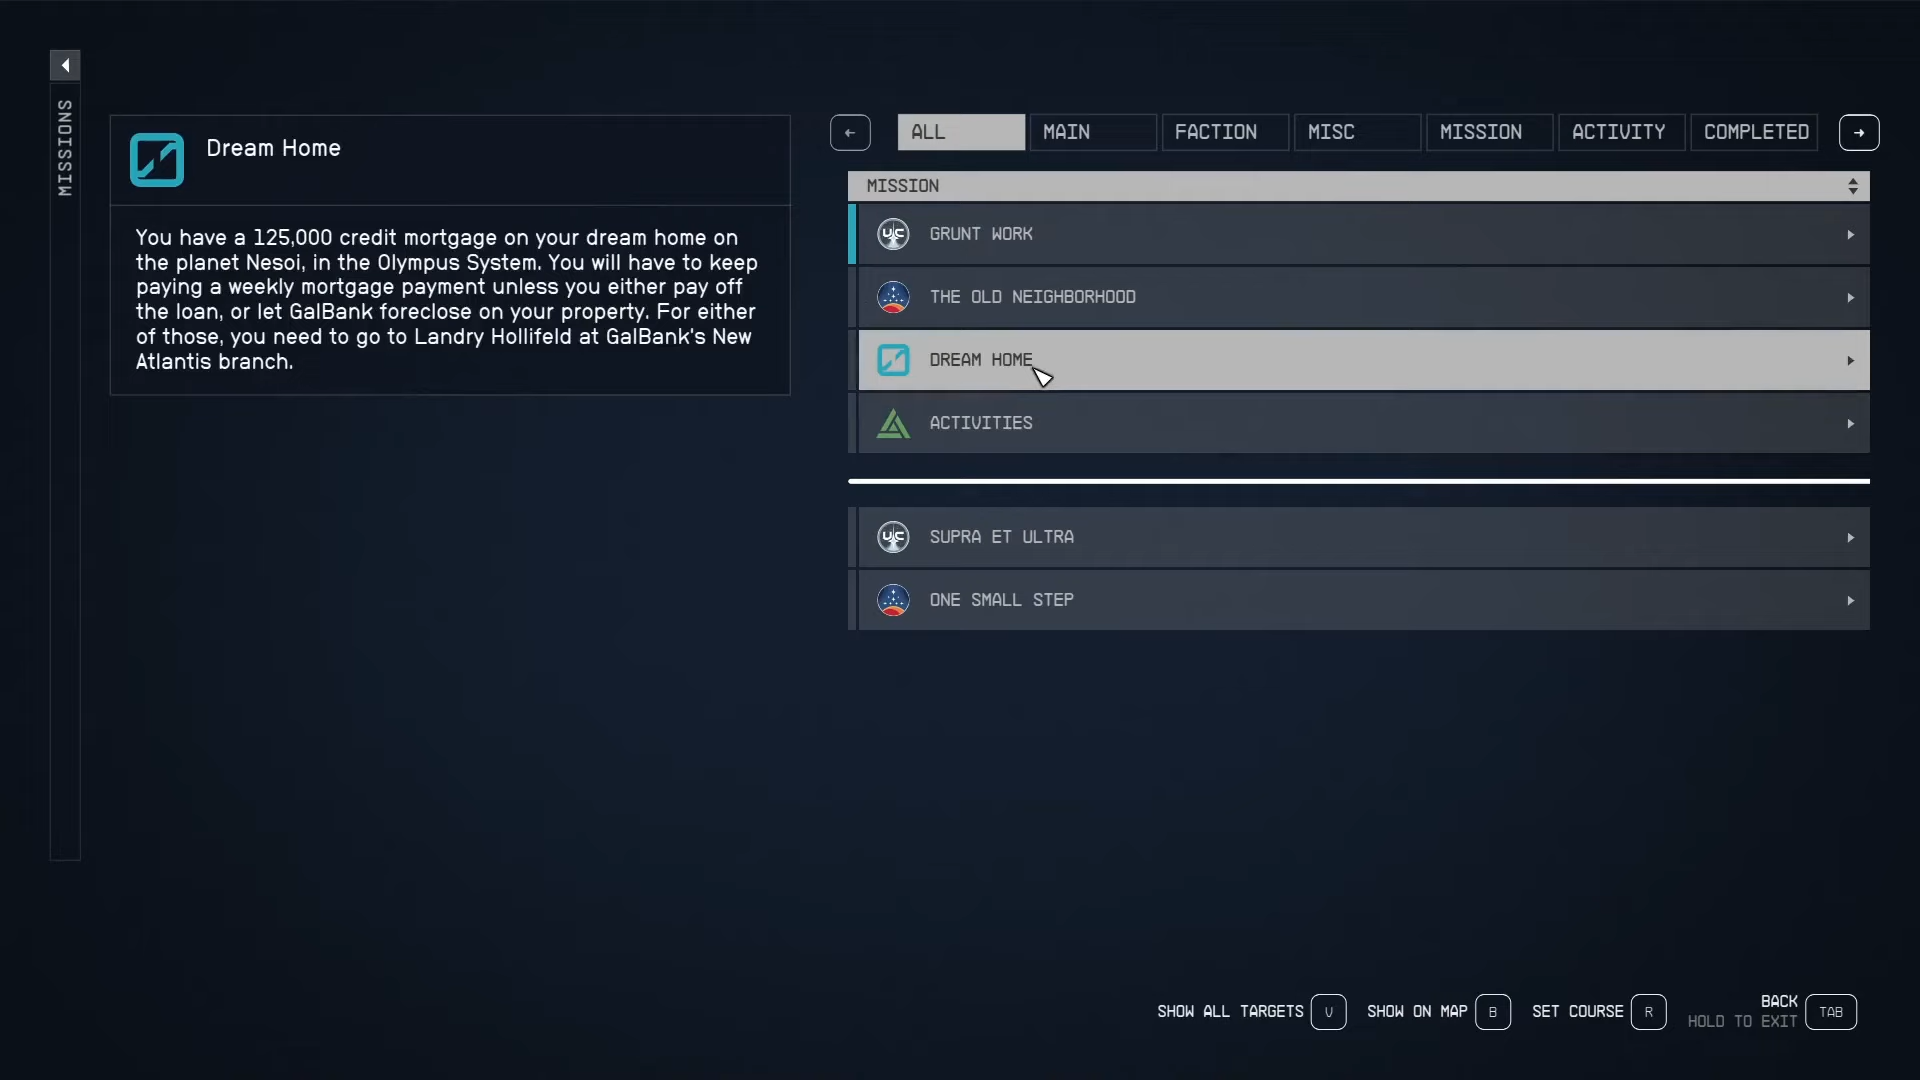 MISSIONS
Dream Home
You have a 125,000 credit mortgage on your dream home on
the planet Nesoi, in the Olympus System. You will have to keep
paying a weekly mortgage payment unless you either pay off
the loan, or let GalBank foreclose on your property. For either
of those, you need to go to Landry Hollifeld at GalBank's New
Atlantis branch.
ALL MAIN FACTION MISC MISSION ACTIVITY COMPLETED
MISSION
UC GRUNT WORK
THE OLD NEIGHBORHOOD
DREAM HOME
ACTIVITIES
UC SUPRA ET ULTRA
ONE SMALL STEP
SHOW ALL TARGETS V SHOW ON MAP B SET COURSE R BACK TAB
HOLD TO EXIT